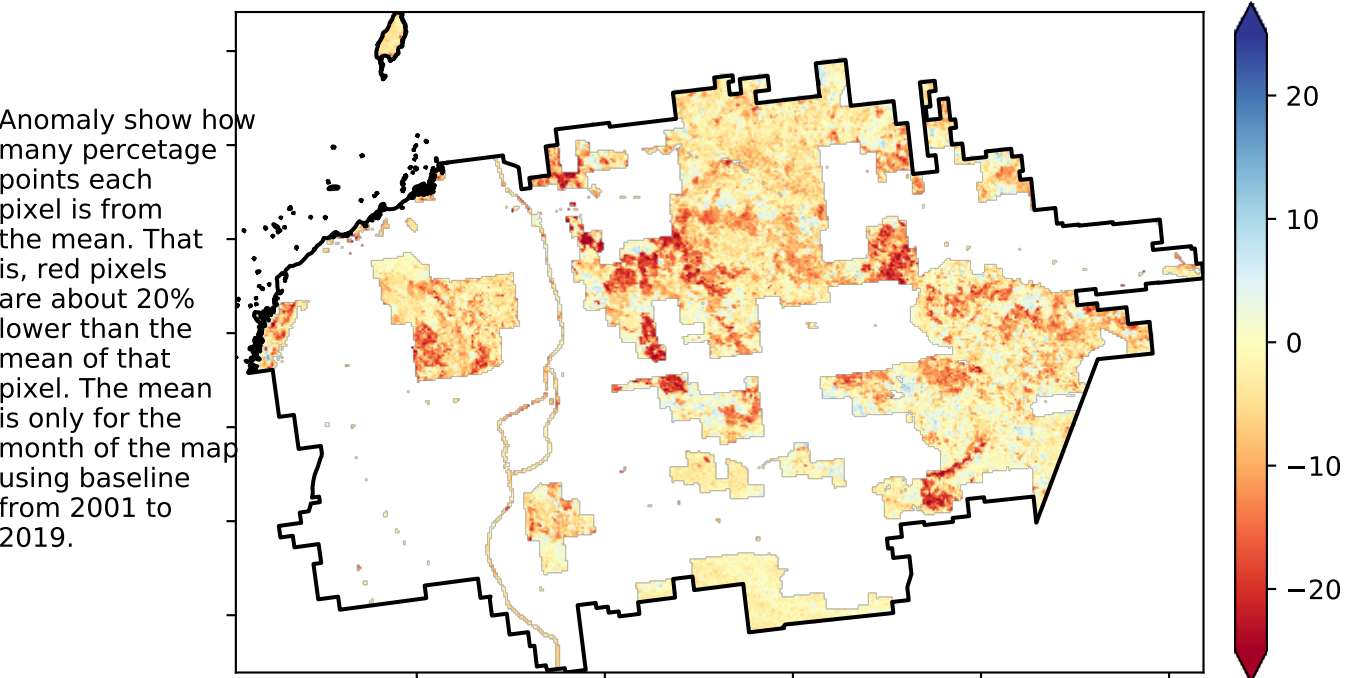 Anomaly show how
many percetage
points each
pixel is from
the mean. That
is, red pixels
are about 20%
lower than the
mean of that
pixel. The mean
is only for the
month of the map
using baseline
from 2001 to
2019.
20
10
0
−10
−20